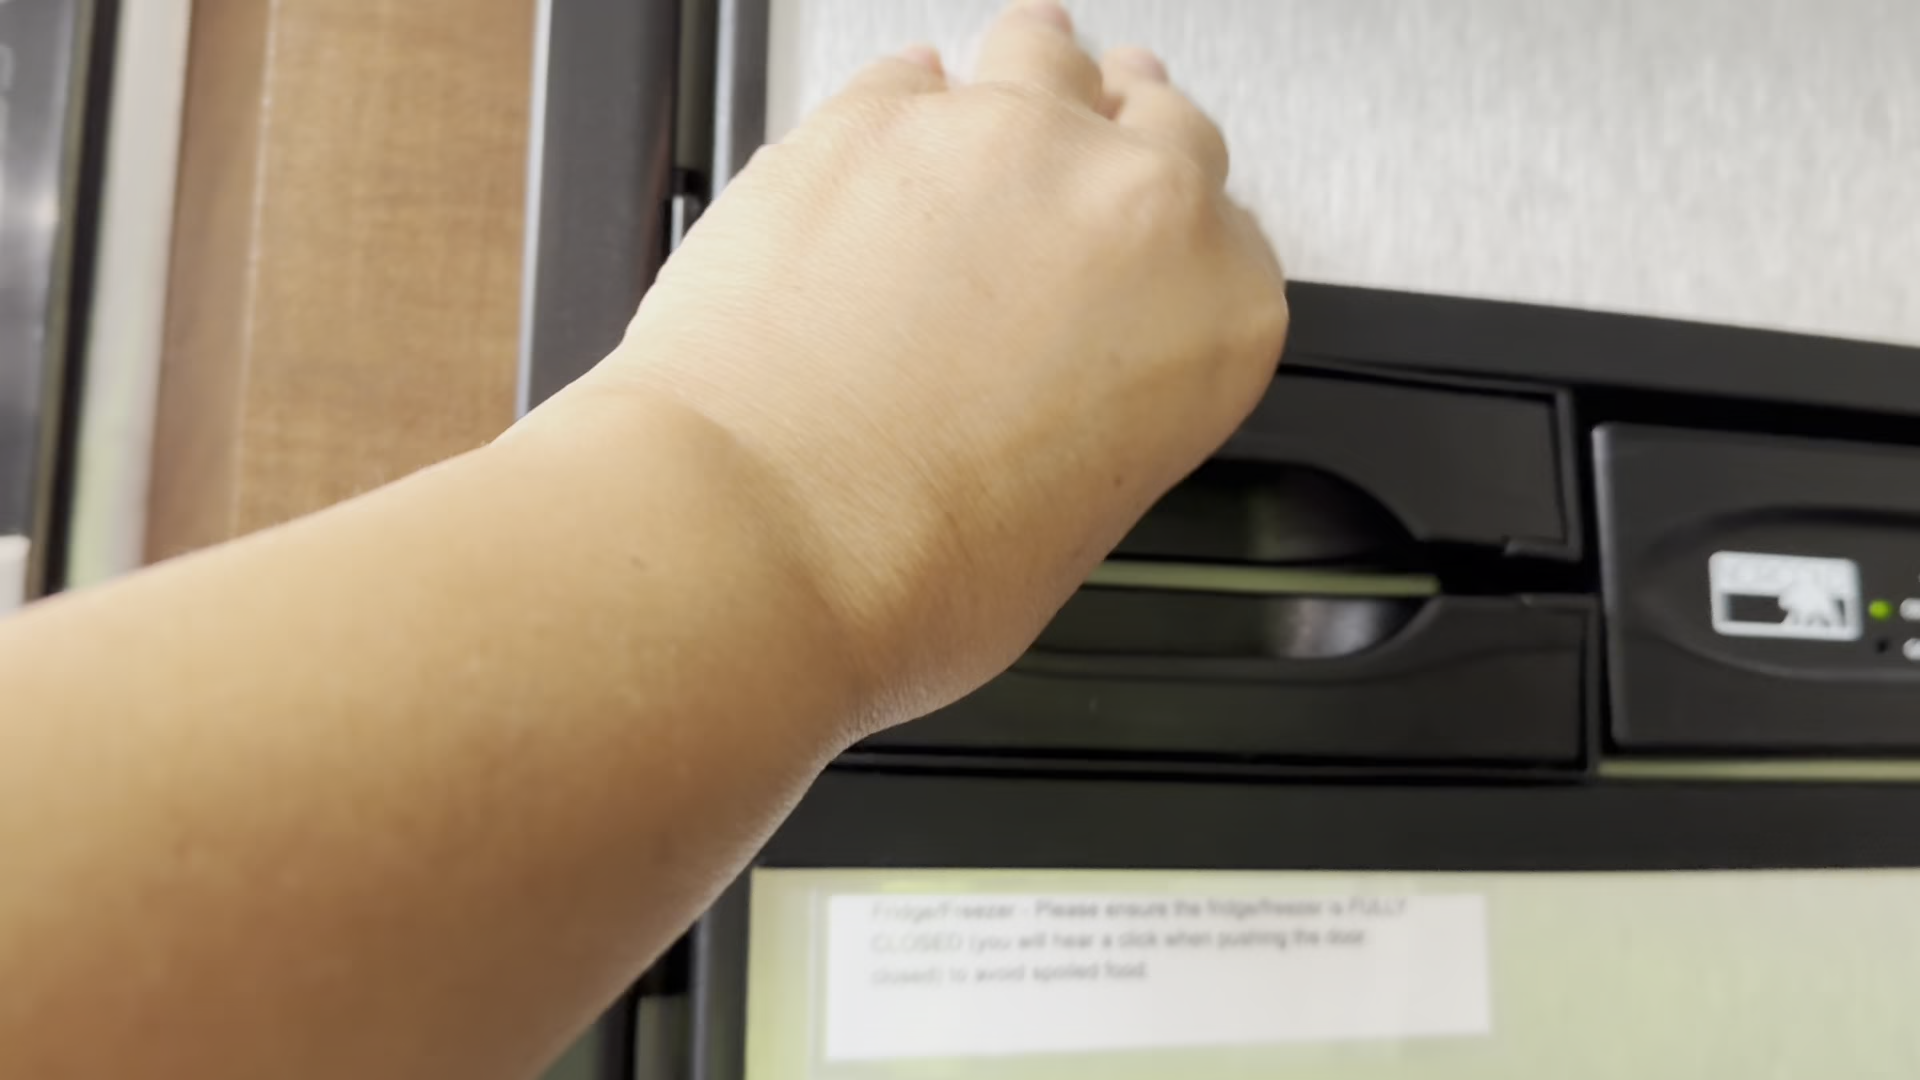 Fridge/Freezer - Please ensure the fridge/freezer is FULLY
CLOSED (you will hear a click when pushing the door
closed) to avoid spoiled food.